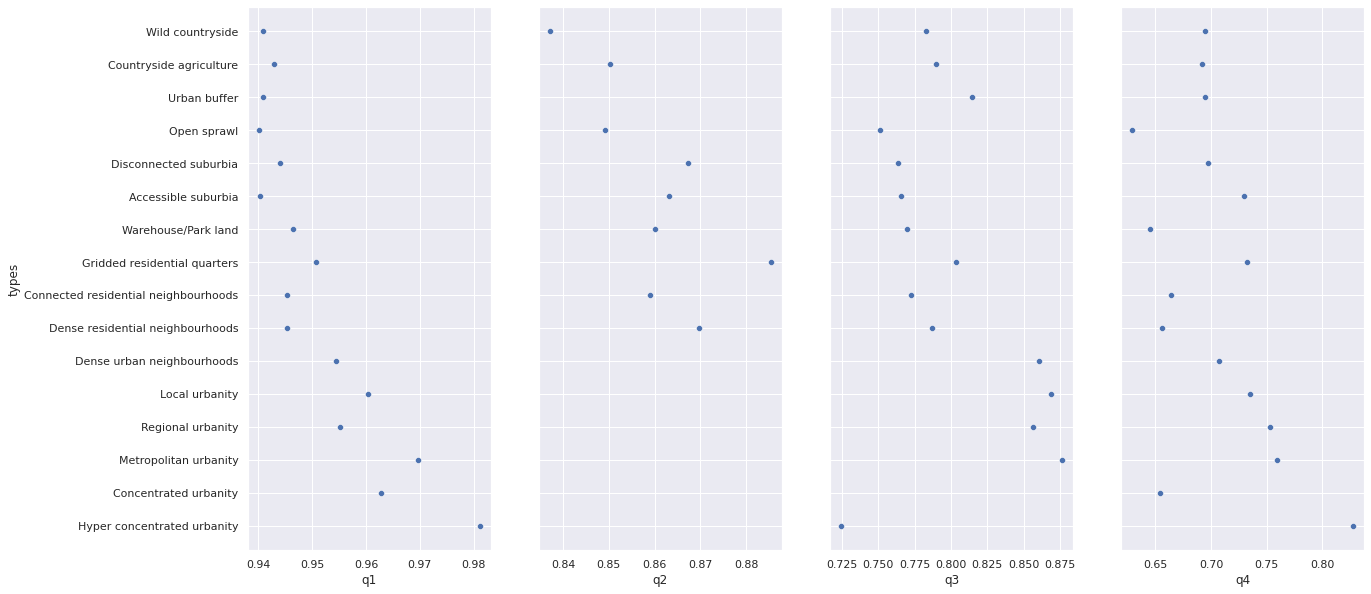 Wild countryside
Countryside agriculture
Urban buffer
Open sprawl
Disconnected suburbia
Accessible suburbia
Warehouse/Park land
Gridded residential quarters
Connected residential neighbourhoods
Dense residential neighbourhoods
Dense urban neighbourhoods
Local urbanity
Regional urbanity
Metropolitan urbanity
Concentrated urbanity
Hyper concentrated urbanity
types
0.94 0.95 0.96 0.97 0.98
q1
0.84 0.85 0.86 0.87 0.88
q2
0.725 0.750 0.775 0.800 0.825 0.850 0.875
q3
0.65 0.70 0.75 0.80
q4